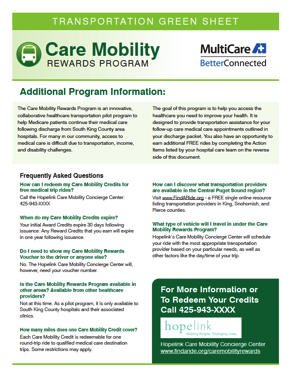 TRANSPORTATION GREEN SHEET
Care Mobility
REWARDS PROGRAM
MultiCare
BetterConnected
Additional Program Information:
The Care Mobility Rewards Program is an innovative,
collaborative healthcare transportation pilot program to
help Medicare patients continue their medical care
following discharge from South King County area
hospitals. For many in our community, access to
medical care is difficult due to transportation, income,
and disability challenges.
The goal of this program is to help you access the
healthcare you need to improve your health. It is
designed to provide transportation assistance for your
follow-up care medical appointments outlined in
your discharge packet. You also have an opportunity to
earn additional FREE rides by completing the Action
Items listed by your hospital care team on the reverse
side of this document.
Frequently Asked Questions
How can I redeem my Care Mobility Credits for
free medical trip rides?
Call the Hopelink Care Mobility Concierge Center:
425-943-XXXX
When do my Care Mobility Credits expire?
Your Initial Award Credits expire 30 days following
issuance. Any Reward Credits that you earn will expire
in one year following issuance.
Do I need to show my Care Mobility Rewards
Voucher to the driver or anyone else?
No. The Hopelink Care Mobility Concierge Center will,
however, need your voucher number.
Is the Care Mobility Rewards Program available in
other areas? Available from other healthcare
providers?
Not at this time. As a pilot program, it is only available to
South King County hospitals and their associated
clinics.
How many miles does one Mobility Credit cover?
Each Care Mobility Credit is redeemable for one
round-trip ride to qualified medical care destination
trips. Some restrictions apply.
How can I discover what transportation providers
are available in the Central Puget Sound region?
Visit www.FindARide.org - a FREE single online resource
listing transportation providers in King, Snohomish, and
Pierce counties.
What type of vehicle will I travel in under the Care
Mobility Rewards Program?
Hopelink's Care Mobility Concierge Center will schedule
your ride with the most appropriate transportation
provider based on your particular needs, as well as
other factors like the day/time of your trip.
For More Information or
To Redeem Your Credits
Call 425-943-XXXX
hopelink
Helping People. Changing Lives.
Hopelink Care Mobility Concierge Center
www.findaride.org/caremobilityrewards